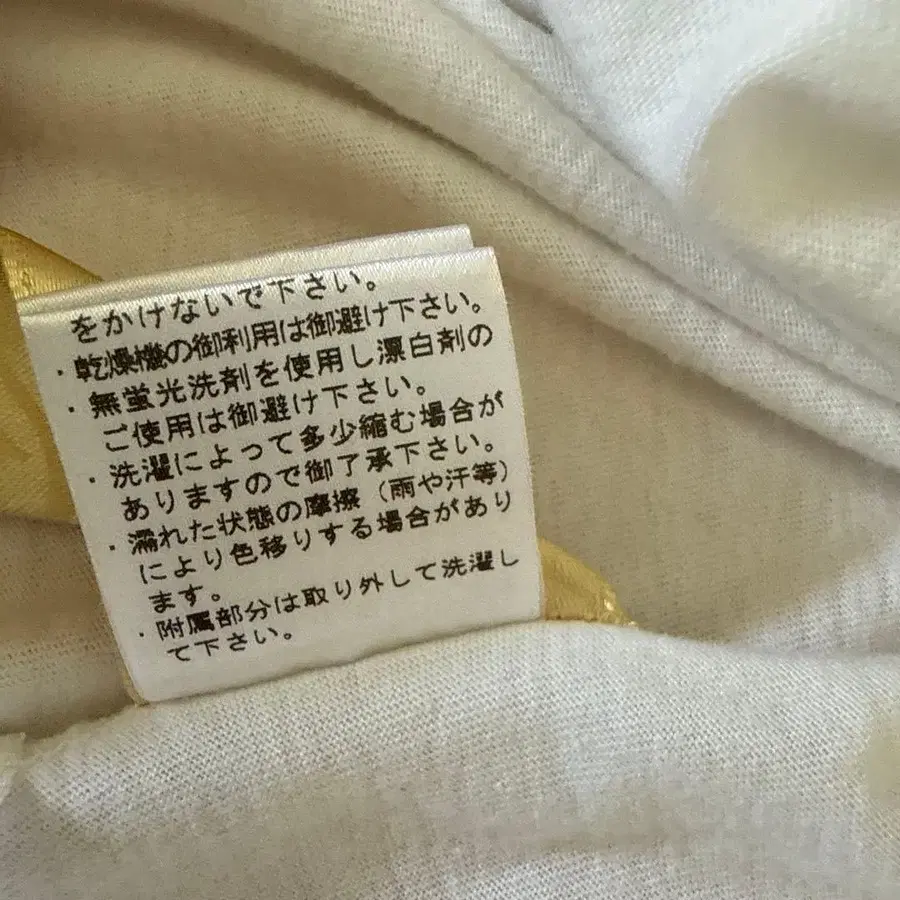 をかけないで下さい。
・乾燥機の御利用は御避け下さい。
・無蛍光洗剤を使用し漂白剤の
ご使用は御避け下さい。
・洗濯によって多少縮む場合が
ありますので御了承下さい。
・濡れた状態の摩擦（雨や汗等）
により色移りする場合があり
ます。
・附属部分は取り外して洗濯し
て下さい。